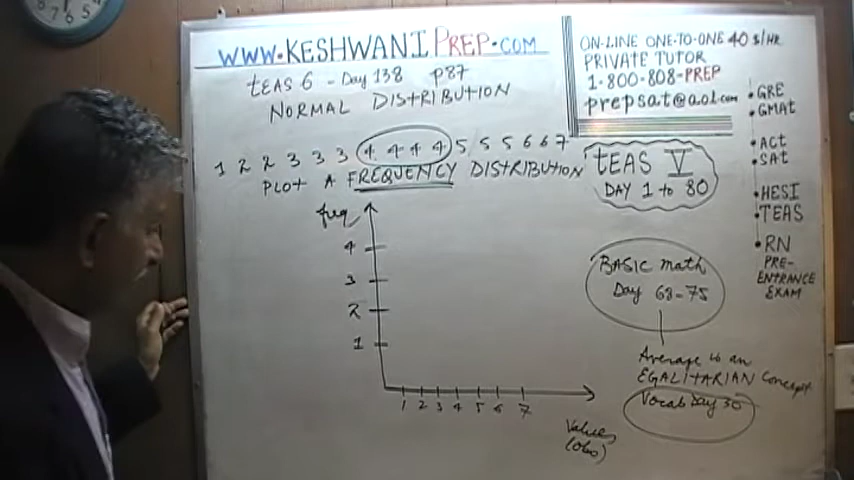 7 6 5
WWW.KESHWANIPREP.COM
TEAS 6 - Day 138 P87
NORMAL DISTRIBUTION
1 2 2 3 3 3 4 4 4 4 5 5 5 6 6 7
PLOT A FREQUENCY DISTRIBUTION
freq
4
3
2
1
1 2 3 4 5 6 7
Values
(Obs)
ON-LINE ONE-TO-ONE 40 $/HR
PRIVATE TUTOR
1-800-808-PREP
prepsat@aol.com
TEAS V
DAY 1 to 80
BASIC math
Day 68-75
Average is an
EGALITARIAN Concept
Vocab Day 30
• GRE
• GMAT
• ACT
• SAT
• HESI
• TEAS
• RN
PRE-
ENTRANCE
EXAM